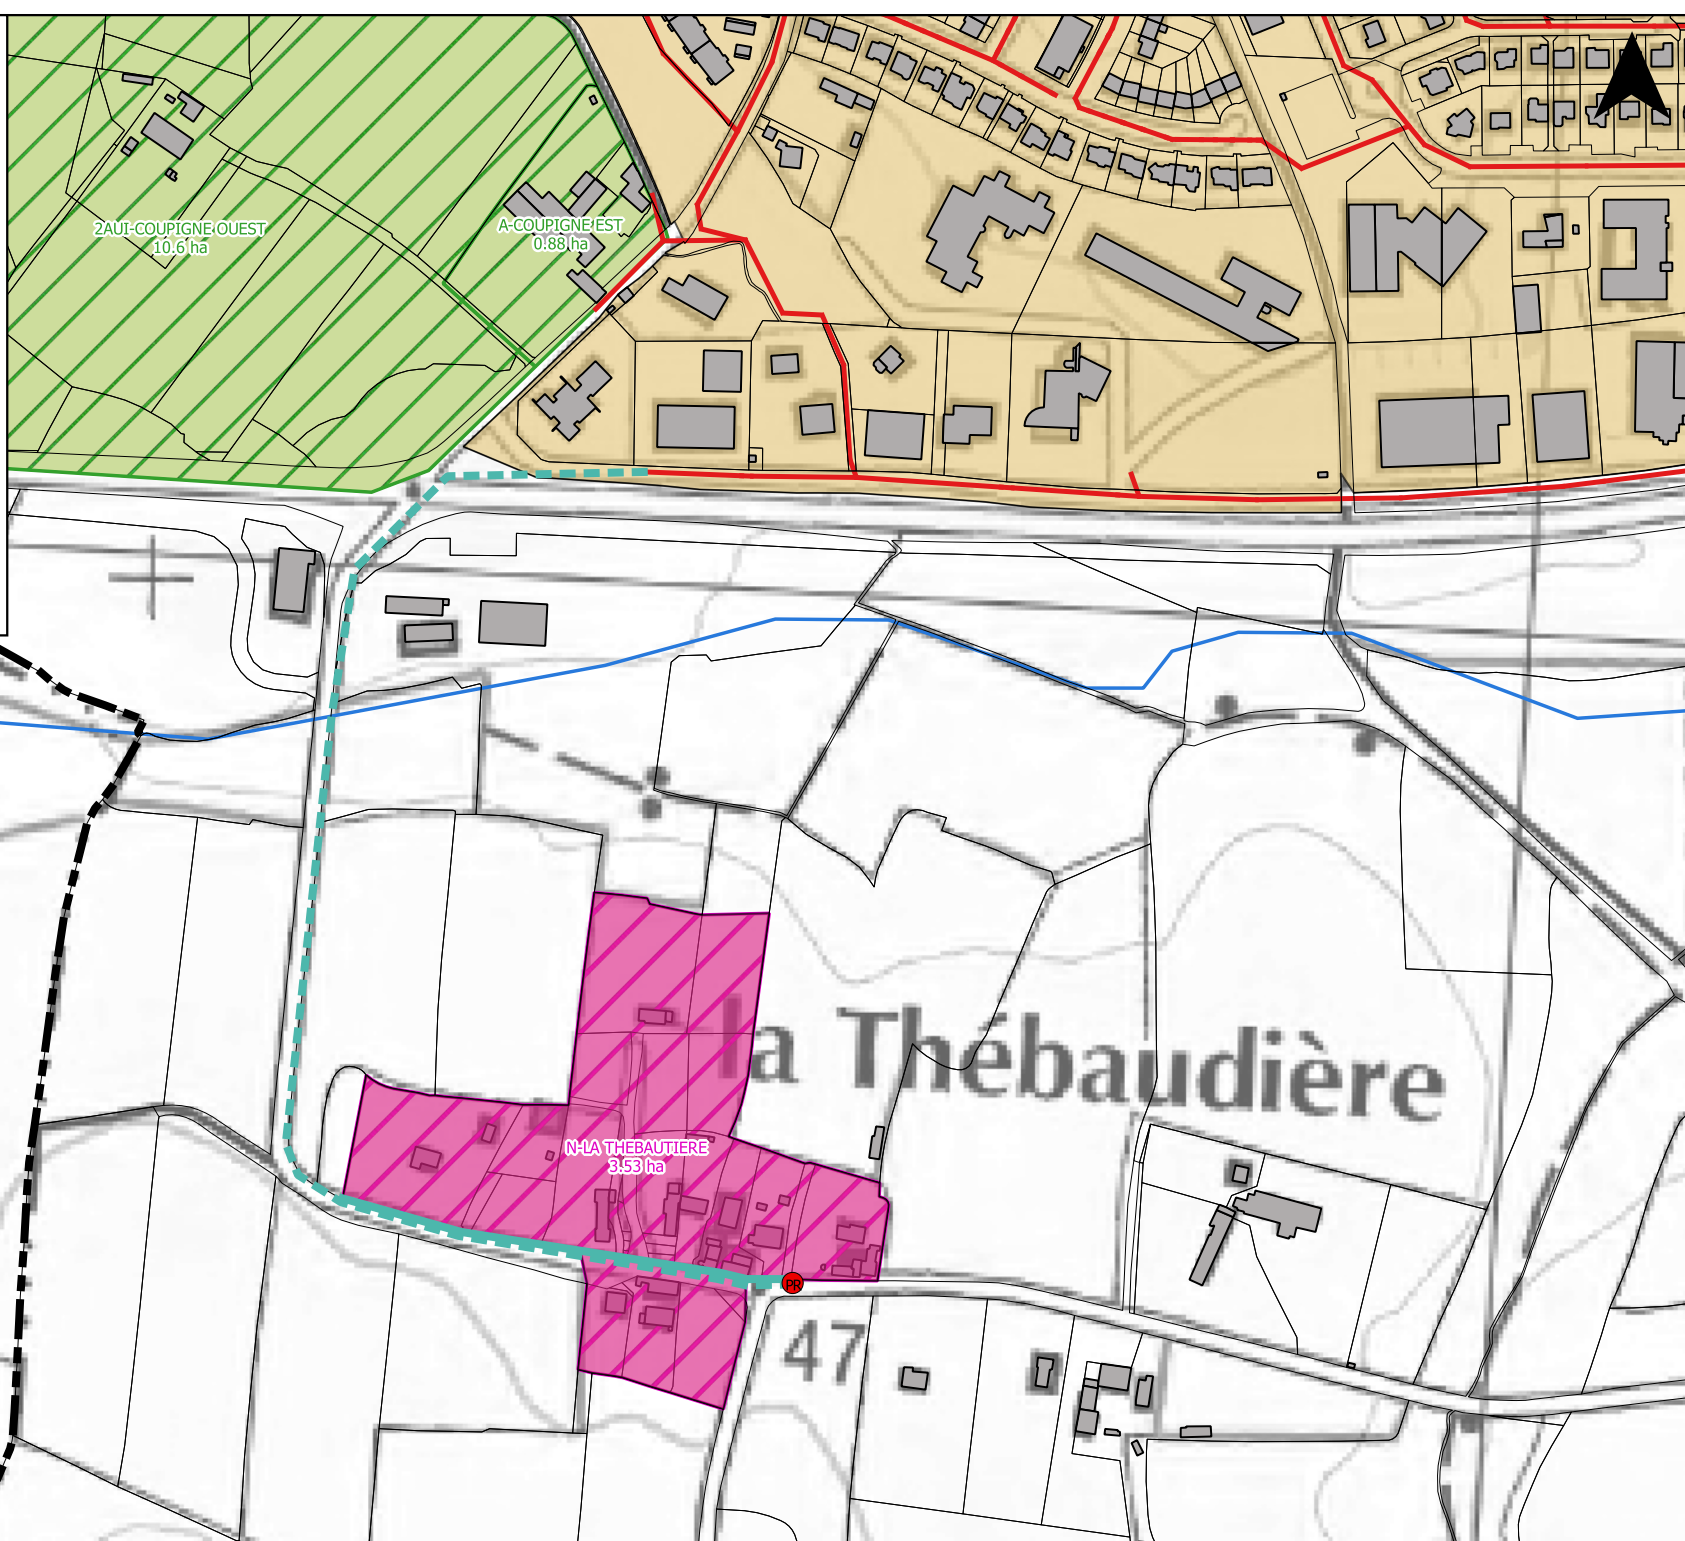 2AUI-COUPIGNE OUEST
10.6 ha
A-COUPIGNE EST
0.88 ha
la Thébaudière
N-LA THEBAUTIERE
3.53 ha
PR
47